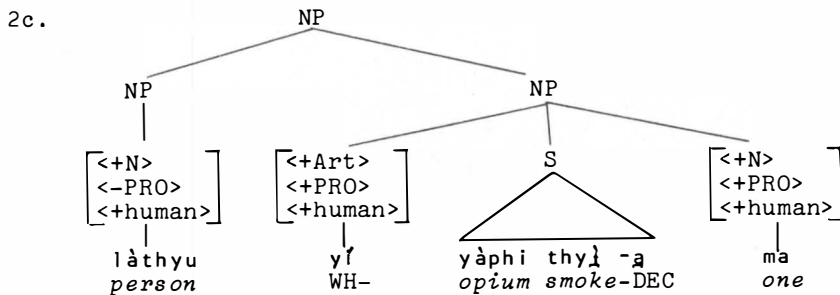 2c. NP
NP NP
<+N> <+Art> S <+N>
<-PRO> <+PRO> <+PRO>
<+human> <+human> <+human>
làthyu yí yàphi thyì̱ -a̱ ma
person WH- opium smoke-DEC one